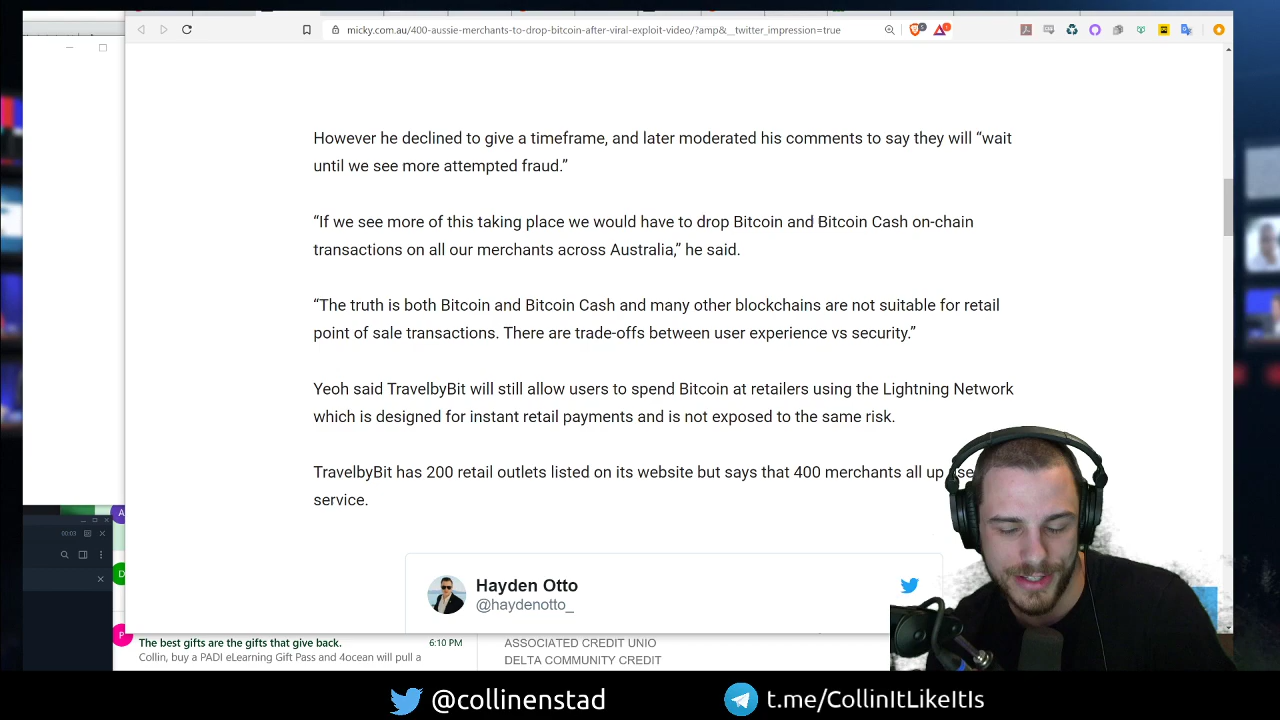 micky.com.au/400-aussie-merchants-to-drop-bitcoin-after-viral-exploit-video/?amp&__twitter_impression=true
However he declined to give a timeframe, and later moderated his comments to say they will “wait
until we see more attempted fraud.”
“If we see more of this taking place we would have to drop Bitcoin and Bitcoin Cash on-chain
transactions on all our merchants across Australia,” he said.
“The truth is both Bitcoin and Bitcoin Cash and many other blockchains are not suitable for retail
point of sale transactions. There are trade-offs between user experience vs security.”
Yeoh said TravelbyBit will still allow users to spend Bitcoin at retailers using the Lightning Network
which is designed for instant retail payments and is not exposed to the same risk.
TravelbyBit has 200 retail outlets listed on its website but says that 400 merchants all up
service.
00:03
A
D
P
Hayden Otto
@haydenotto_
The best gifts are the gifts that give back.
6:10 PM
Collin, buy a PADI eLearning Gift Pass and 4ocean will pull a
ASSOCIATED CREDIT UNIO
DELTA COMMUNITY CREDIT
@collinenstad
t.me/CollinItLikeItIs